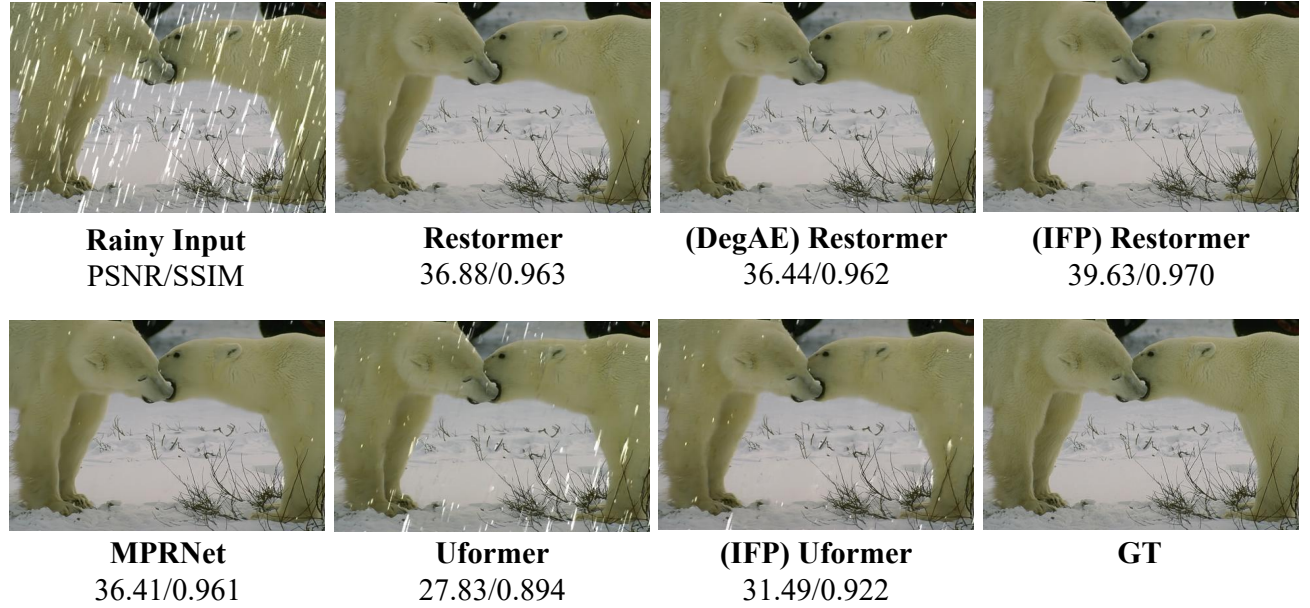 Rainy Input
PSNR/SSIM
Restormer
36.88/0.963
(DegAE) Restormer
36.44/0.962
(IFP) Restormer
39.63/0.970
MPRNet
36.41/0.961
Uformer
27.83/0.894
(IFP) Uformer
31.49/0.922
GT